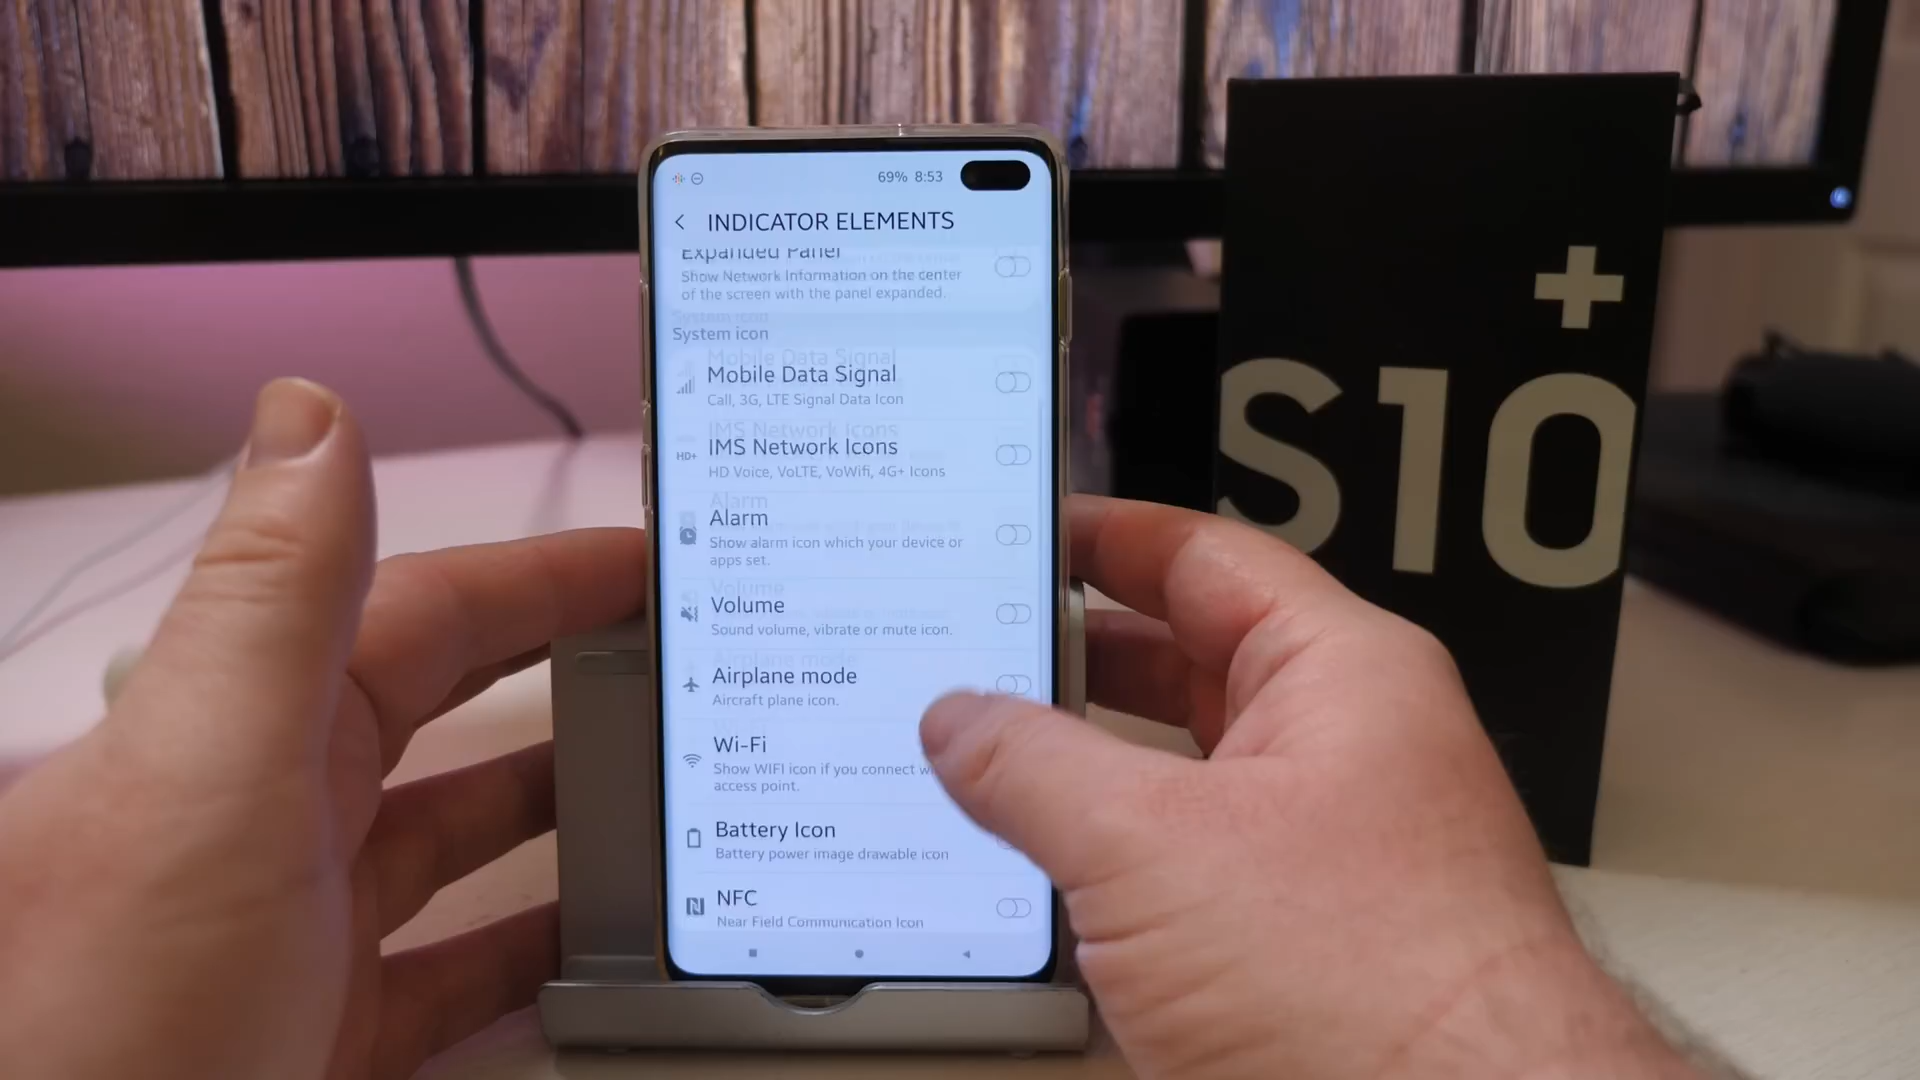 69% 8:53
INDICATOR ELEMENTS
Expanded Panel
Show Network Information on the center
of the screen with the panel expanded.
System icon
Mobile Data Signal
Call, 3G, LTE Signal Data Icon
HD+
IMS Network Icons
HD Voice, VoLTE, VoWifi, 4G+ Icons
Alarm
Show alarm icon which your device or
apps set.
Volume
Sound volume, vibrate or mute icon.
Airplane mode
Aircraft plane icon.
Wi-Fi
Show WIFI icon if you connect
access point.
Battery Icon
Battery power image drawable icon
NFC
Near Field Communication Icon
S10+